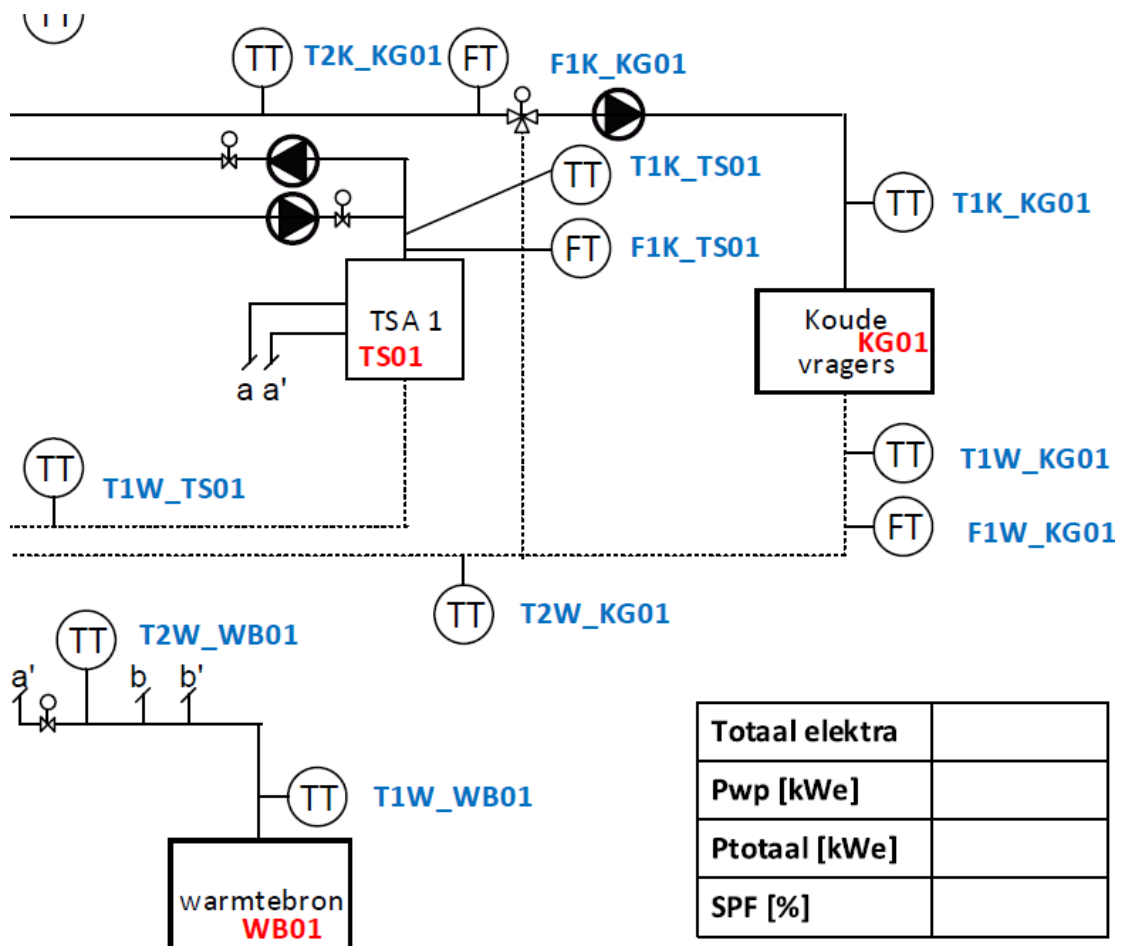 TT
TT
T2K_KG01
FT
F1K_KG01
TT
T1K_TS01
TT
T1K_KG01
FT
F1K_TS01
TSA 1
TS01
Koude
KG01
vragers
a a'
TT
T1W_TS01
TT
T1W_KG01
FT
F1W_KG01
TT
T2W_KG01
TT
T2W_WB01
a'
b
b'
TT
T1W_WB01
warmtebron
WB01
Totaal elektra
Pwp [kWe]
Ptotaal [kWe]
SPF [%]